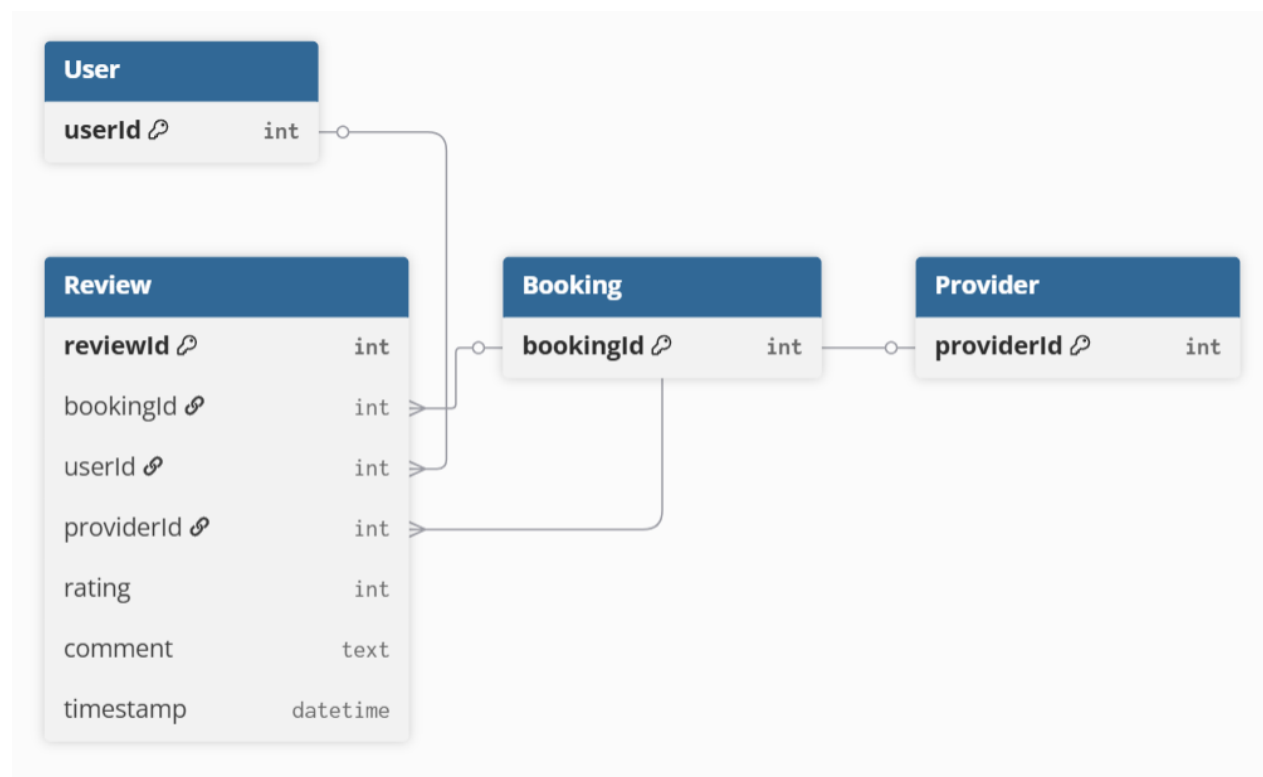 User
userId int
Review
reviewId int
bookingId int
userId int
providerId int
rating int
comment text
timestamp datetime
Booking
bookingId int
Provider
providerId int